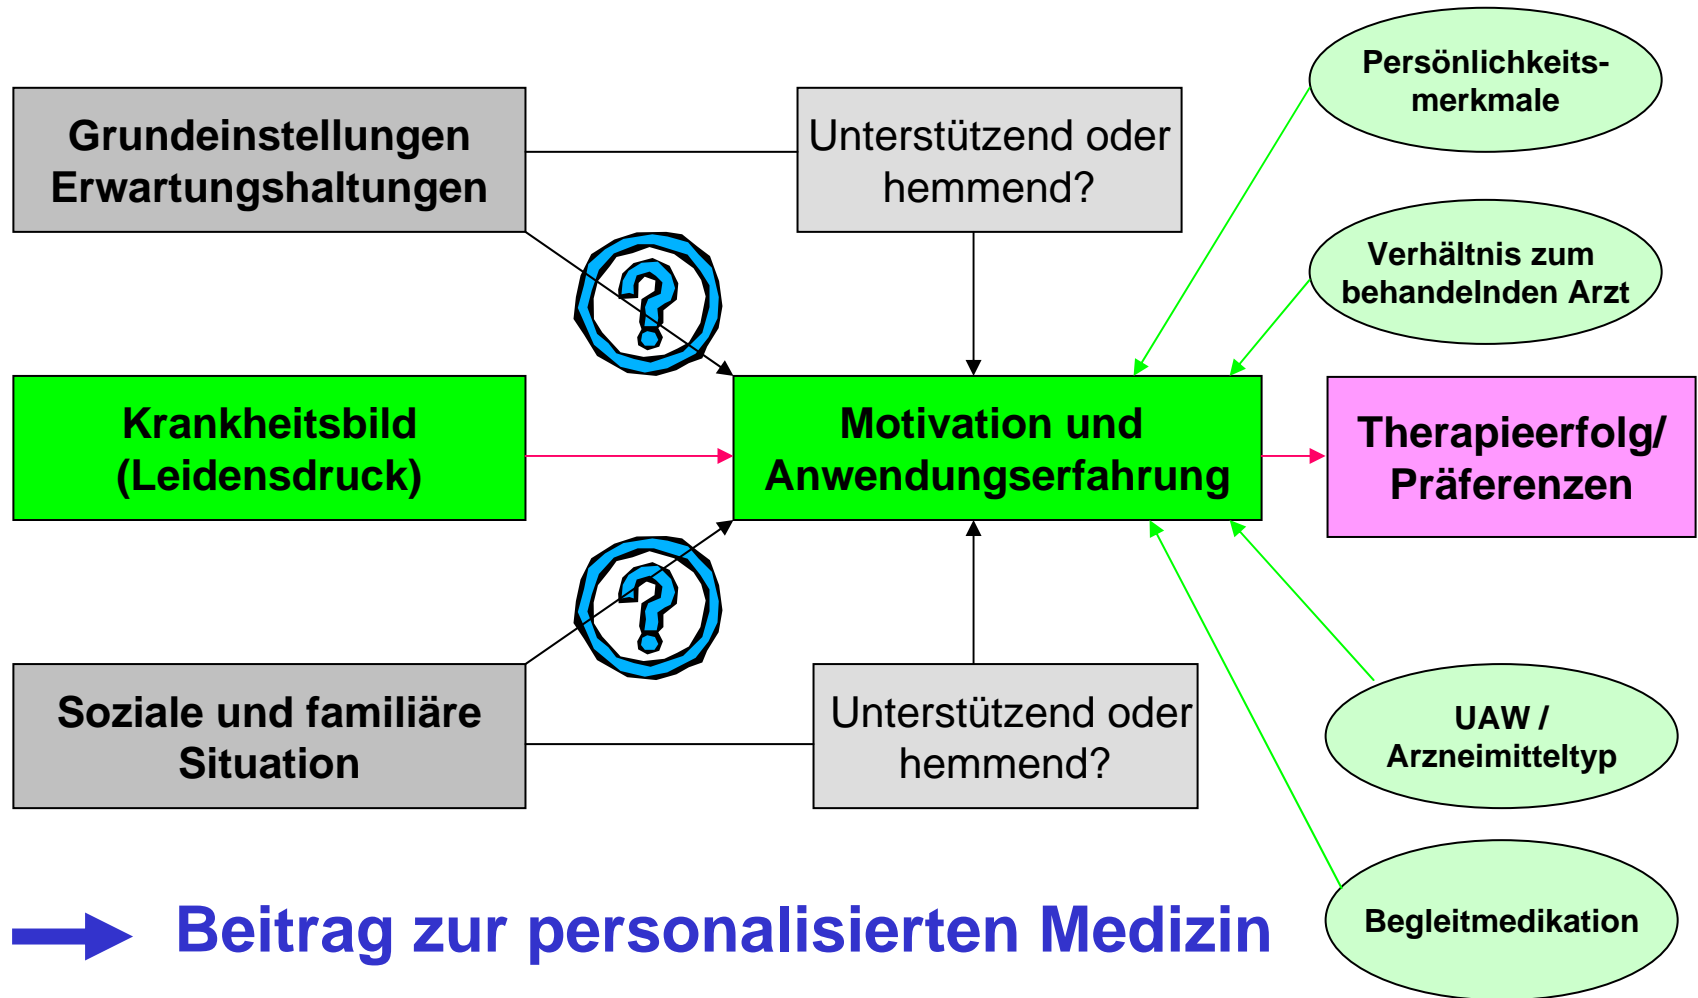 Grundeinstellungen
Erwartungshaltungen
Unterstützend oder
hemmend?
Persönlichkeits-
merkmale
Verhältnis zum
behandelnden Arzt
?
Krankheitsbild
(Leidensdruck)
Motivation und
Anwendungserfahrung
Therapieerfolg/
Präferenzen
?
Soziale und familiäre
Situation
Unterstützend oder
hemmend?
UAW /
Arzneimitteltyp
Begleitmedikation
Beitrag zur personalisierten Medizin